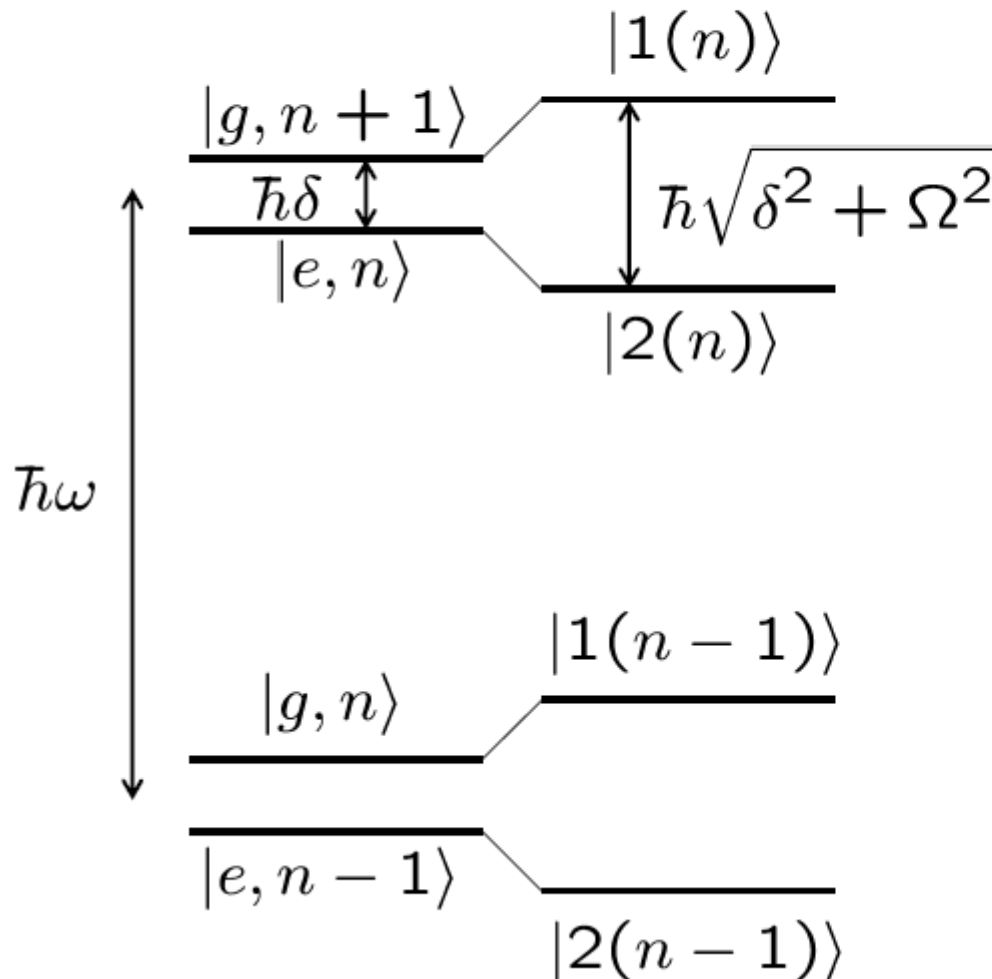 |1(n)⟩
|g, n + 1⟩
ħδ
ħ√δ² + Ω²
|e, n⟩
|2(n)⟩
ħω
|1(n − 1)⟩
|g, n⟩
|e, n − 1⟩
|2(n − 1)⟩